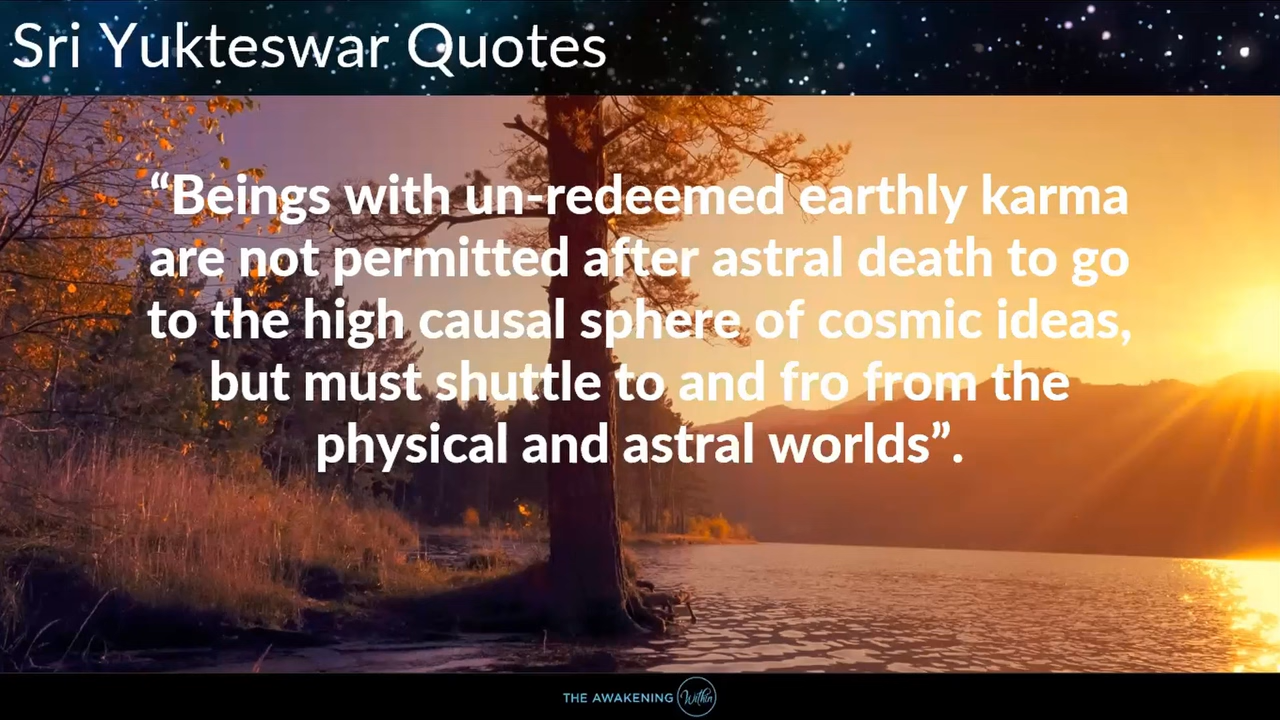 Sri Yukteswar Quotes
“Beings with un-redeemed earthly karma
are not permitted after astral death to go
to the high causal sphere of cosmic ideas,
but must shuttle to and fro from the
physical and astral worlds”.
THE AWAKENING Within